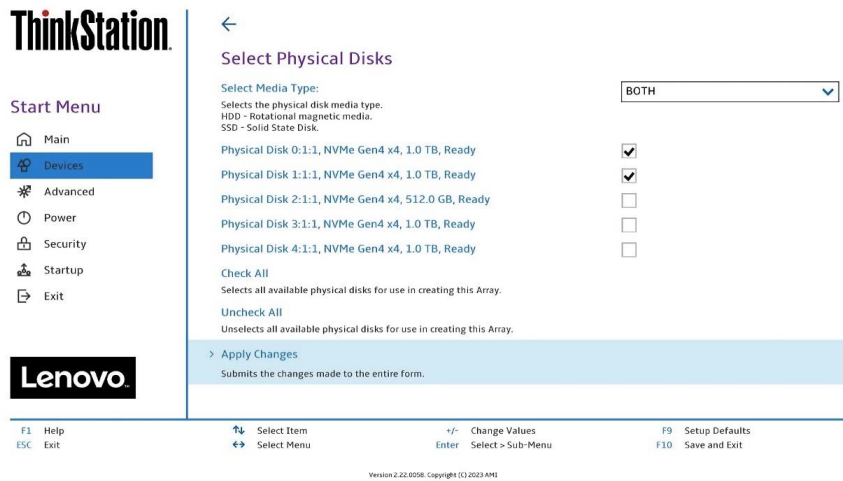 ThinkStation.
Start Menu
Main
Devices
Advanced
Power
Security
Startup
Exit
Lenovo
Select Physical Disks
Select Media Type:
BOTH
Selects the physical disk media type.
HDD - Rotational magnetic media.
SSD - Solid State Disk.
Physical Disk 0:1:1, NVMe Gen4 x4, 1.0 TB, Ready
Physical Disk 1:1:1, NVMe Gen4 x4, 1.0 TB, Ready
Physical Disk 2:1:1, NVMe Gen4 x4, 512.0 GB, Ready
Physical Disk 3:1:1, NVMe Gen4 x4, 1.0 TB, Ready
Physical Disk 4:1:1, NVMe Gen4 x4, 1.0 TB, Ready
Check All
Selects all available physical disks for use in creating this Array.
Uncheck All
Unselects all available physical disks for use in creating this Array.
> Apply Changes
Submits the changes made to the entire form.
F1 Help
ESC Exit
↑↓ Select Item
↔ Select Menu
+/- Change Values
Enter Select > Sub-Menu
F9 Setup Defaults
F10 Save and Exit
Version 2.22.0058. Copyright (C) 2023 AMI